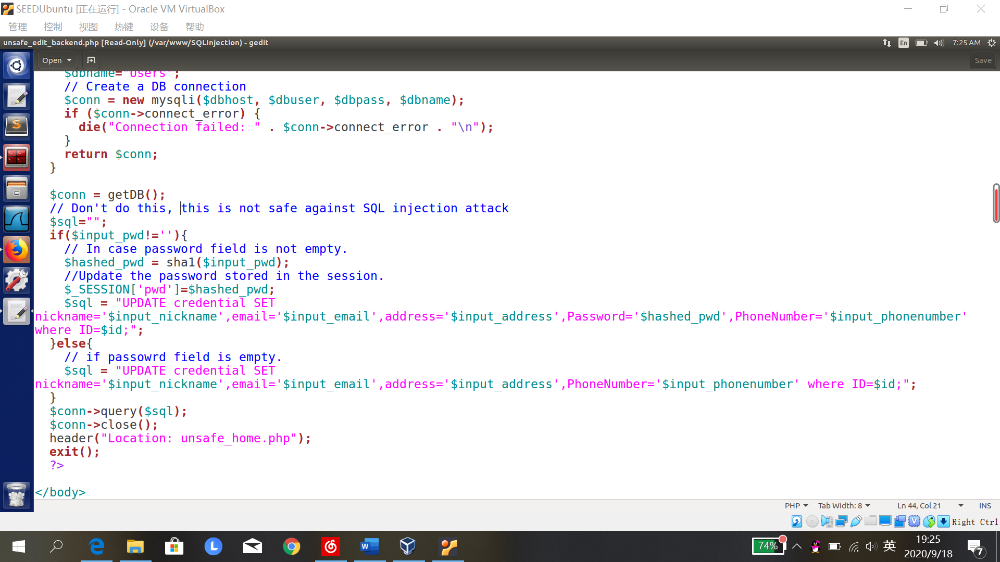 SEEDUbuntu [正在运行] - Oracle VM VirtualBox
管理 控制 视图 热键 设备 帮助
unsafe_edit_backend.php [Read-Only] (/var/www/SQLInjection) - gedit
En 7:25 AM
Open Save
$dbname="Users";
// Create a DB connection
$conn = new mysqli($dbhost, $dbuser, $dbpass, $dbname);
if ($conn->connect_error) {
die("Connection failed: " . $conn->connect_error . "\n");
}
return $conn;
}
$conn = getDB();
// Don't do this, this is not safe against SQL injection attack
$sql="";
if($input_pwd!=''){
// In case password field is not empty.
$hashed_pwd = sha1($input_pwd);
//Update the password stored in the session.
$_SESSION['pwd']=$hashed_pwd;
$sql = "UPDATE credential SET
nickname='$input_nickname',email='$input_email',address='$input_address',Password='$hashed_pwd',PhoneNumber='$input_phonenumber'
where ID=$id;";
}else{
// if passowrd field is empty.
$sql = "UPDATE credential SET
nickname='$input_nickname',email='$input_email',address='$input_address',PhoneNumber='$input_phonenumber' where ID=$id;";
}
$conn->query($sql);
$conn->close();
header("Location: unsafe_home.php");
exit();
?>
</body>
PHP Tab Width: 8 Ln 44, Col 21 INS
Right Ctrl
74% 英 19:25
2020/9/18
7